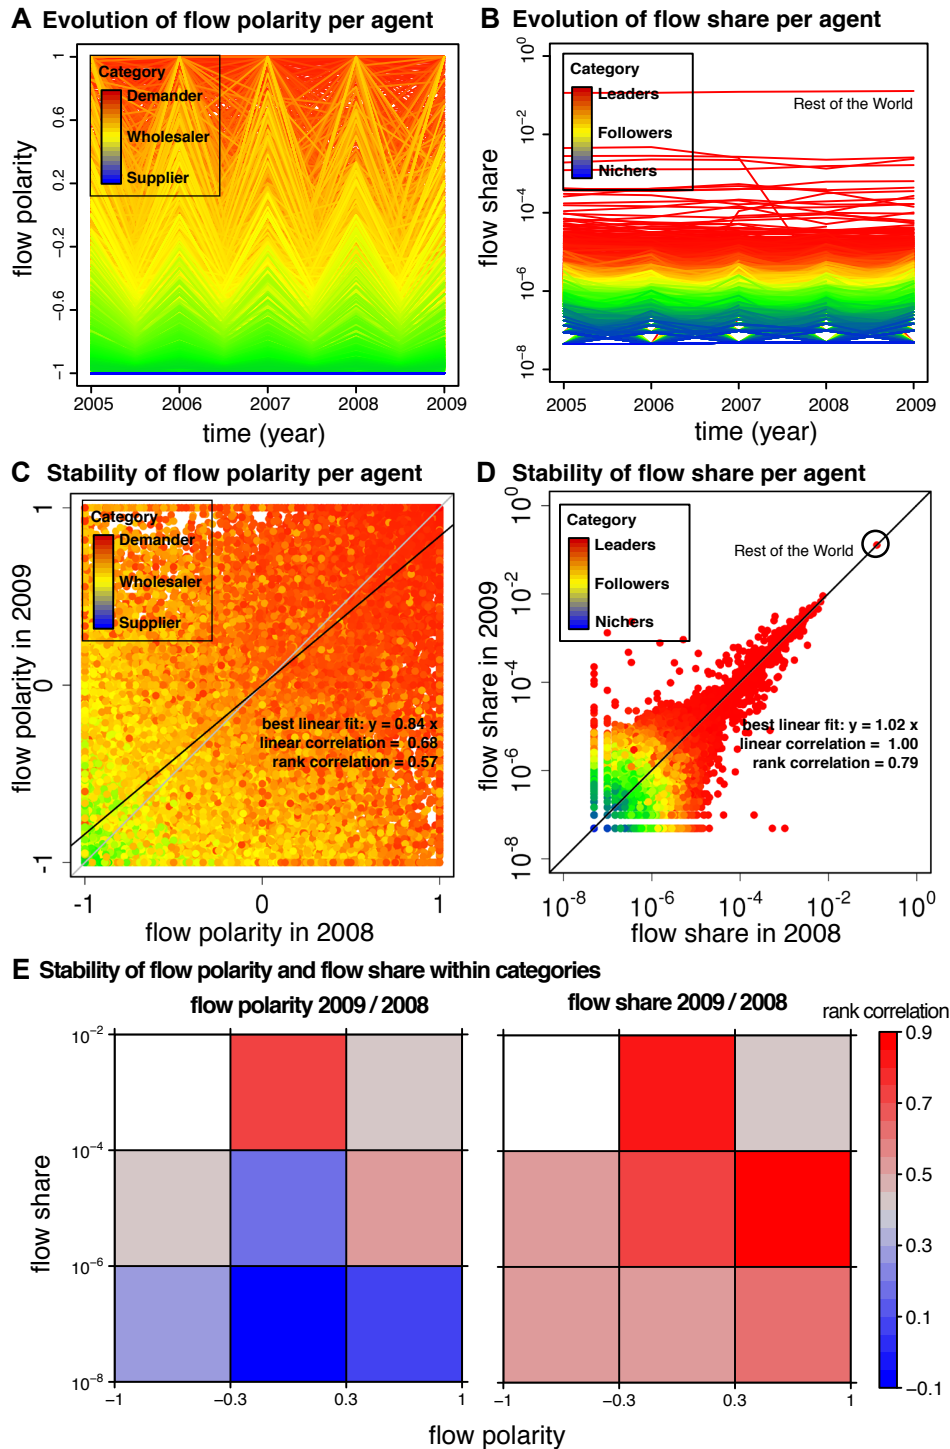 A Evolution of flow polarity per agent
flow polarity
1
0.6
0.2
−0.2
−0.6
−1
Category
Demander
Wholesaler
Supplier
2005 2006 2007 2008 2009
time (year)
B Evolution of flow share per agent
flow share
10^0
10^-2
10^-4
10^-6
10^-8
Category
Leaders
Followers
Nichers
Rest of the World
2005 2006 2007 2008 2009
time (year)
C Stability of flow polarity per agent
flow polarity in 2009
1
0
-1
Category
Demander
Wholesaler
Supplier
best linear fit: y = 0.84 x
linear correlation = 0.68
rank correlation = 0.57
-1 0 1
flow polarity in 2008
D Stability of flow share per agent
flow share in 2009
10^0
10^-2
10^-4
10^-6
10^-8
Category
Leaders
Followers
Nichers
Rest of the World
best linear fit: y = 1.02 x
linear correlation = 1.00
rank correlation = 0.79
10^-8 10^-6 10^-4 10^-2 10^0
flow share in 2008
E Stability of flow polarity and flow share within categories
flow polarity 2009 / 2008
flow share 2009 / 2008
rank correlation
flow share
10^−2
10^−4
10^−6
10^−8
−1 −0.3 0.3 1
−1 −0.3 0.3 1
0.9
0.7
0.5
0.3
0.1
−0.1
flow polarity